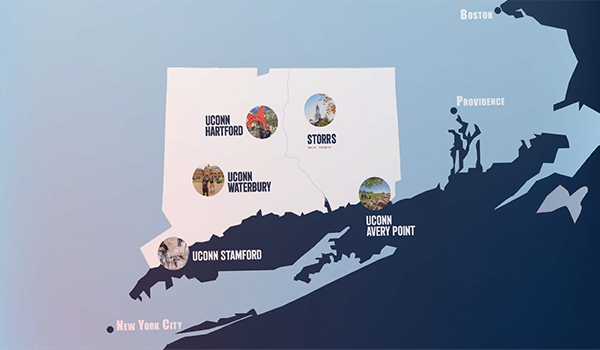 BOSTON
PROVIDENCE
UCONN
HARTFORD
STORRS
Main Campus
UCONN
WATERBURY
UCONN
AVERY POINT
UCONN STAMFORD
NEW YORK CITY